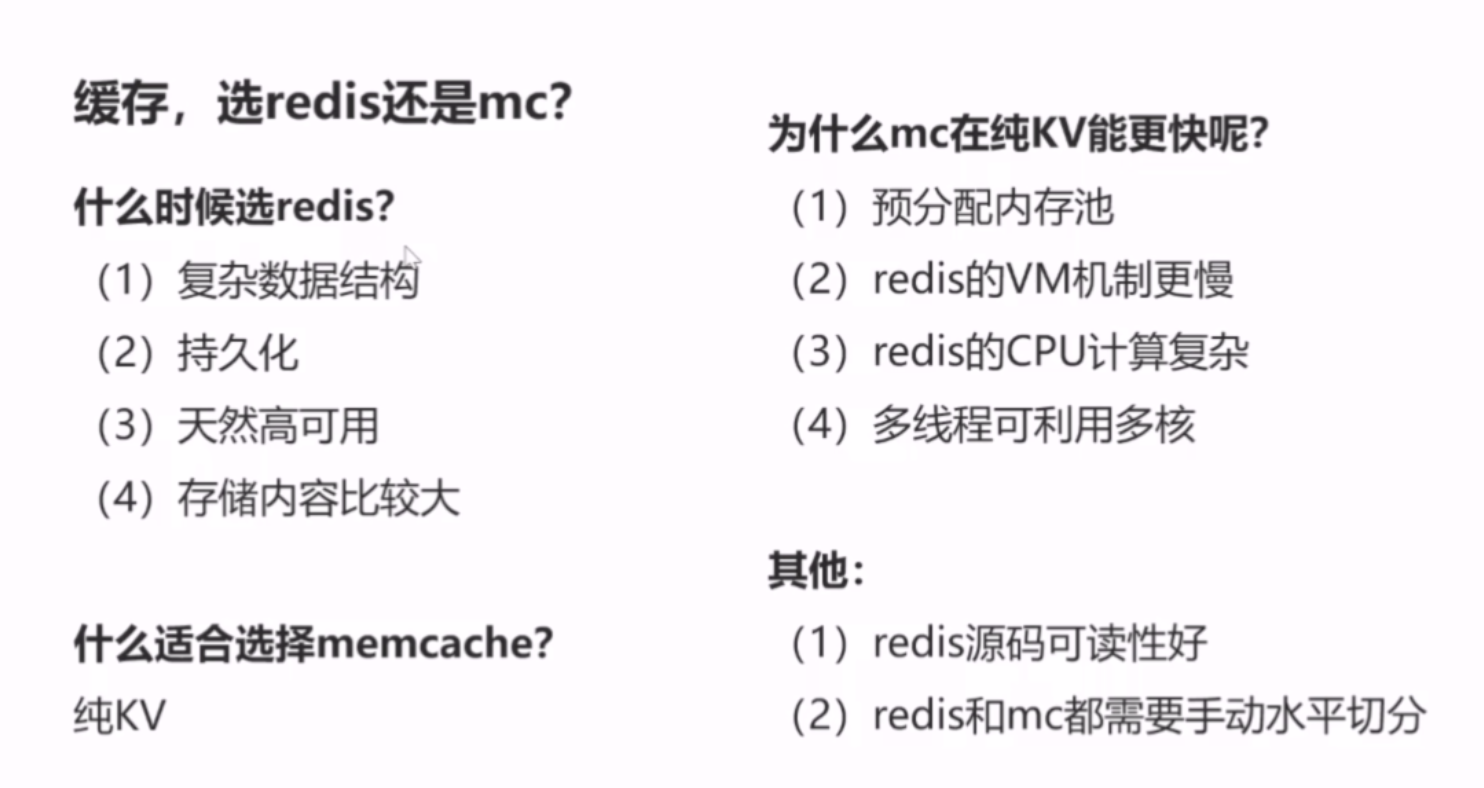 缓存，选redis还是mc？
什么时候选redis？
（1）复杂数据结构
（2）持久化
（3）天然高可用
（4）存储内容比较大
什么适合选择memcache？
纯KV
为什么mc在纯KV能更快呢？
（1）预分配内存池
（2）redis的VM机制更慢
（3）redis的CPU计算复杂
（4）多线程可利用多核
其他：
（1）redis源码可读性好
（2）redis和mc都需要手动水平切分